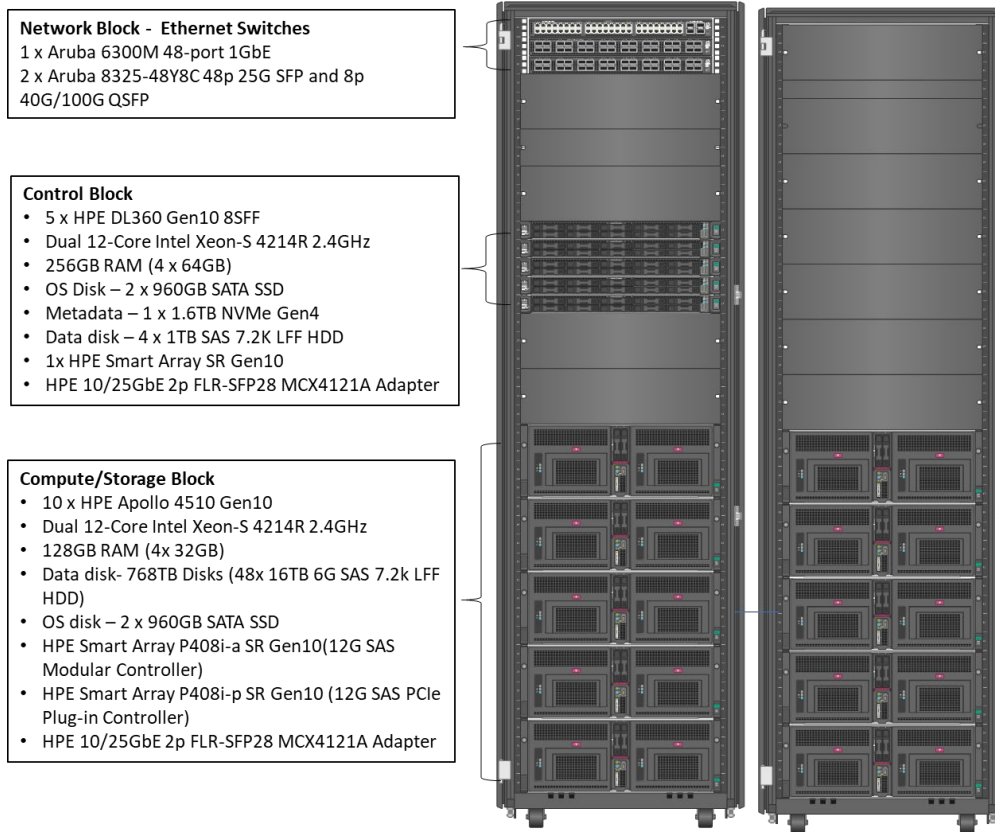 Network Block -  Ethernet Switches
1 x Aruba 6300M 48-port 1GbE
2 x Aruba 8325-48Y8C 48p 25G SFP and 8p
40G/100G QSFP
Control Block
• 5 x HPE DL360 Gen10 8SFF
• Dual 12-Core Intel Xeon-S 4214R 2.4GHz
• 256GB RAM (4 x 64GB)
• OS Disk – 2 x 960GB SATA SSD
• Metadata – 1 x 1.6TB NVMe Gen4
• Data disk – 4 x 1TB SAS 7.2K LFF HDD
• 1x HPE Smart Array SR Gen10
• HPE 10/25GbE 2p FLR-SFP28 MCX4121A Adapter
Compute/Storage Block
• 10 x HPE Apollo 4510 Gen10
• Dual 12-Core Intel Xeon-S 4214R 2.4GHz
• 128GB RAM (4x 32GB)
• Data disk- 768TB Disks (48x 16TB 6G SAS 7.2k LFF
HDD)
• OS disk – 2 x 960GB SATA SSD
• HPE Smart Array P408i-a SR Gen10(12G SAS
Modular Controller)
• HPE Smart Array P408i-p SR Gen10 (12G SAS PCIe
Plug-in Controller)
• HPE 10/25GbE 2p FLR-SFP28 MCX4121A Adapter